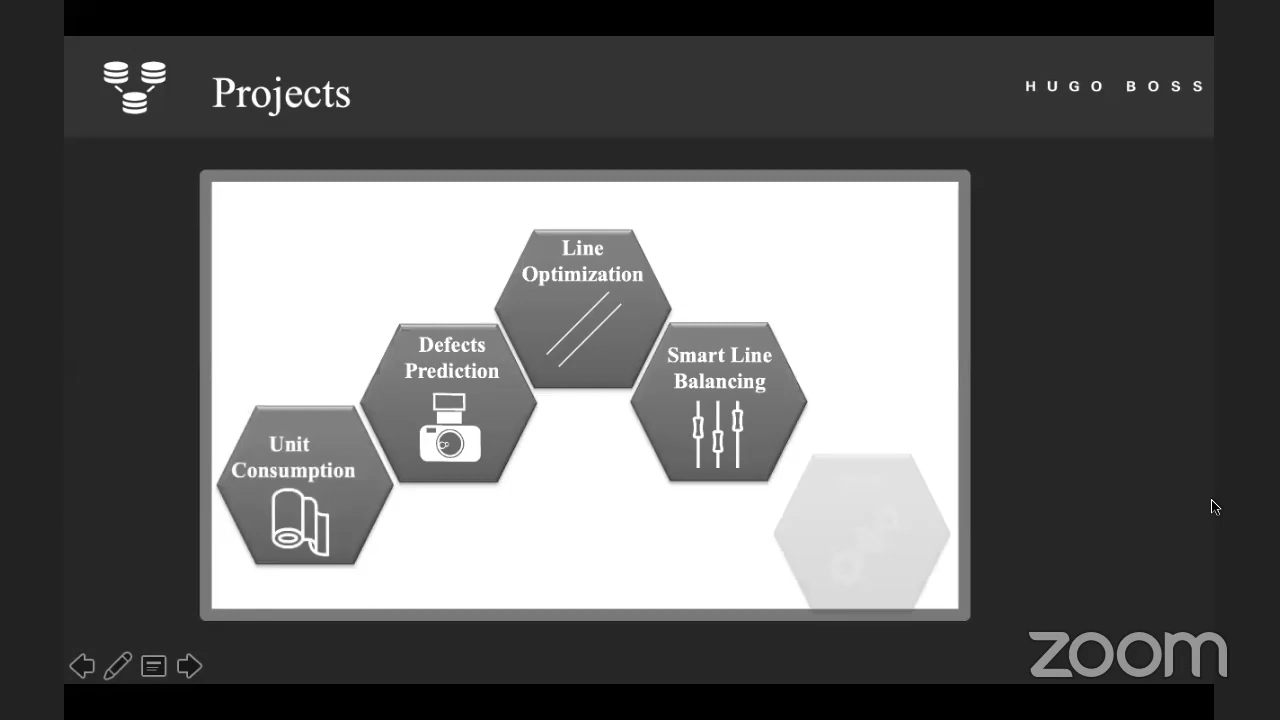 Projects
HUGO BOSS
Line
Optimization
Defects
Prediction
Smart Line
Balancing
Unit
Consumption
zoom